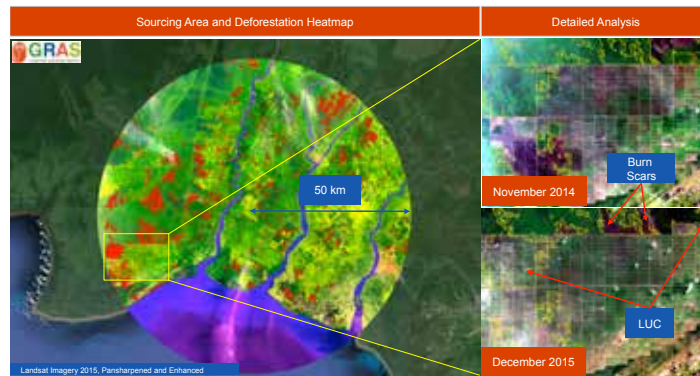 Sourcing Area and Deforestation Heatmap
Detailed Analysis
GRAS
50 km
Burn
Scars
November 2014
LUC
December 2015
Landsat Imagery 2015, Pansharpened and Enhanced